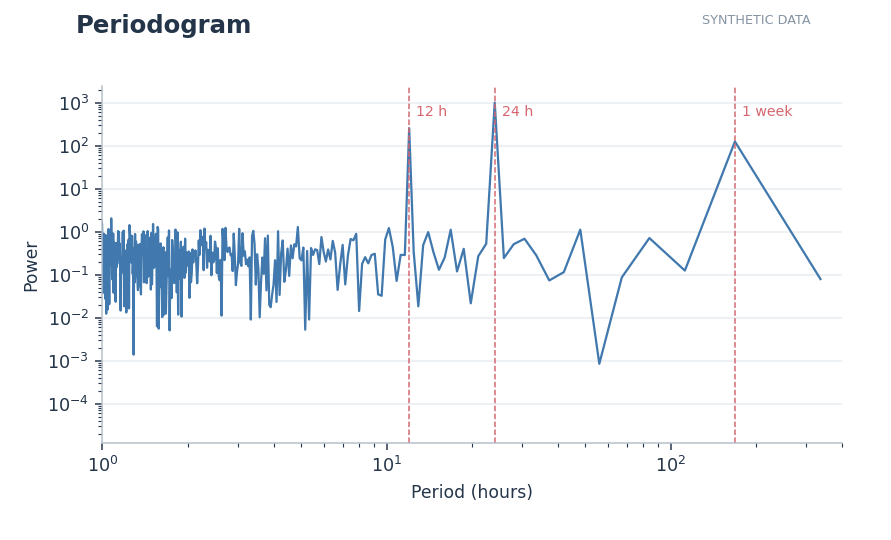 Periodogram
SYNTHETIC DATA
12 h
24 h
1 week
10³
10²
10¹
10⁰
10⁻¹
10⁻²
10⁻³
10⁻⁴
Power
10⁰
10¹
10²
Period (hours)